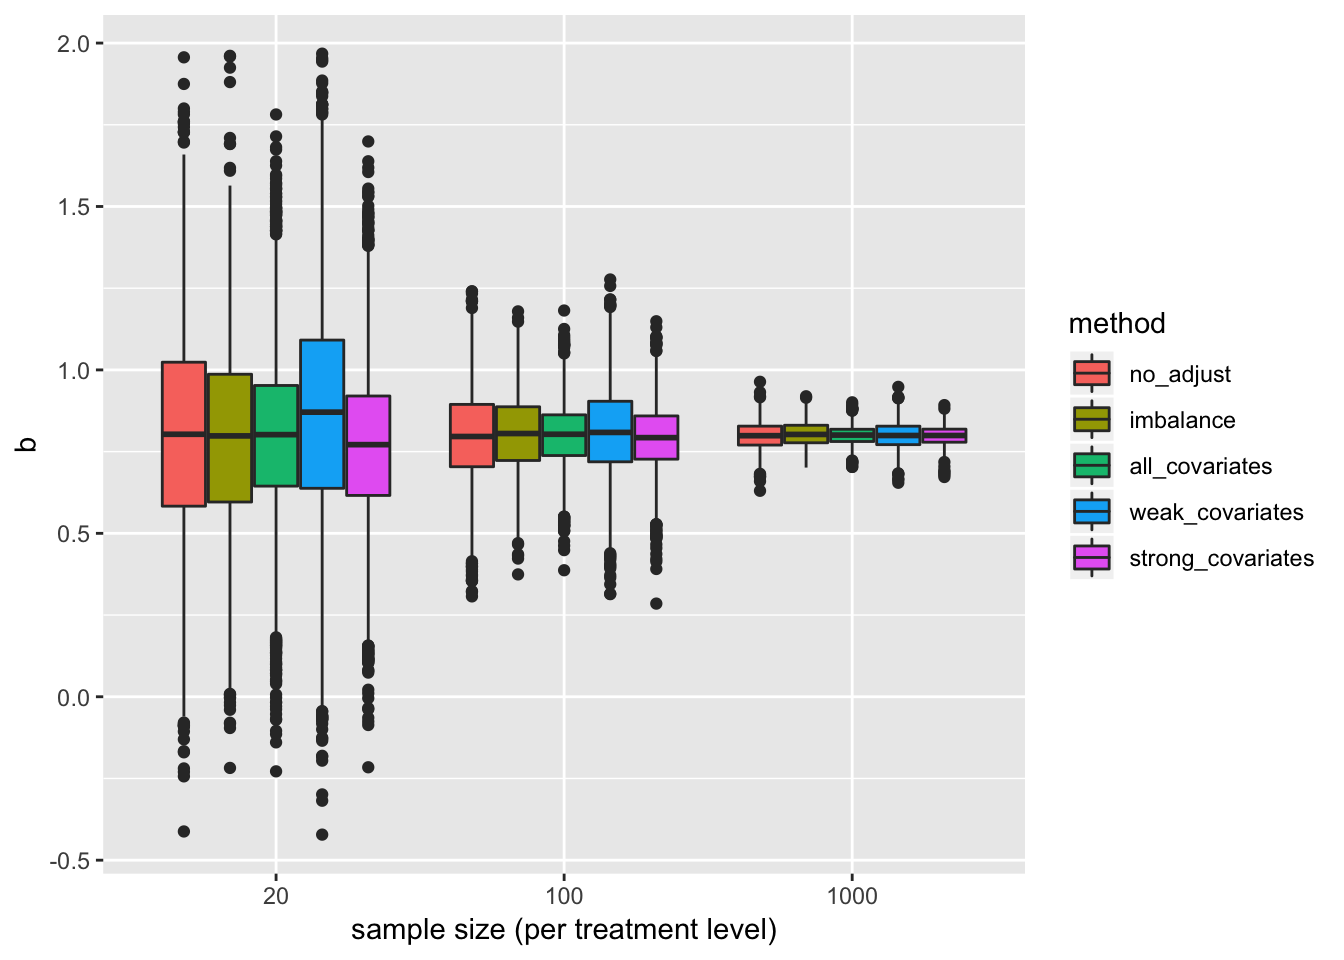 2.0
1.5
1.0
0.5
0.0
-0.5
b
20
100
1000
sample size (per treatment level)
method
no_adjust
imbalance
all_covariates
weak_covariates
strong_covariates